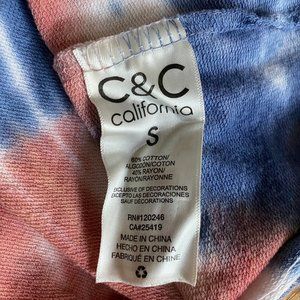 C&C
california
S
60% COTTON/
ALGODÓN/COTON
40% RAYON/
RAYON/RAYONNE
EXCLUSIVE OF DECORATIONS
EXCEPTO LAS DECORACIONES
SAUF DÉCORATIONS
RN#120246
CA#25419
MADE IN CHINA
HECHO EN CHINA
FABRIQUÉ EN CHINE